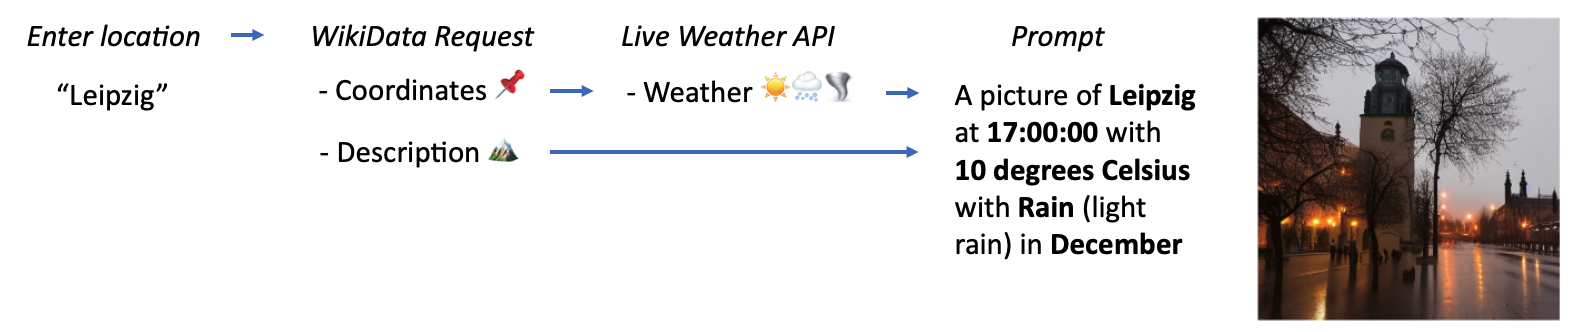 Enter location
WikiData Request
Live Weather API
Prompt
“Leipzig”
- Coordinates
- Weather
- Description
A picture of Leipzig
at 17:00:00 with
10 degrees Celsius
with Rain (light
rain) in December